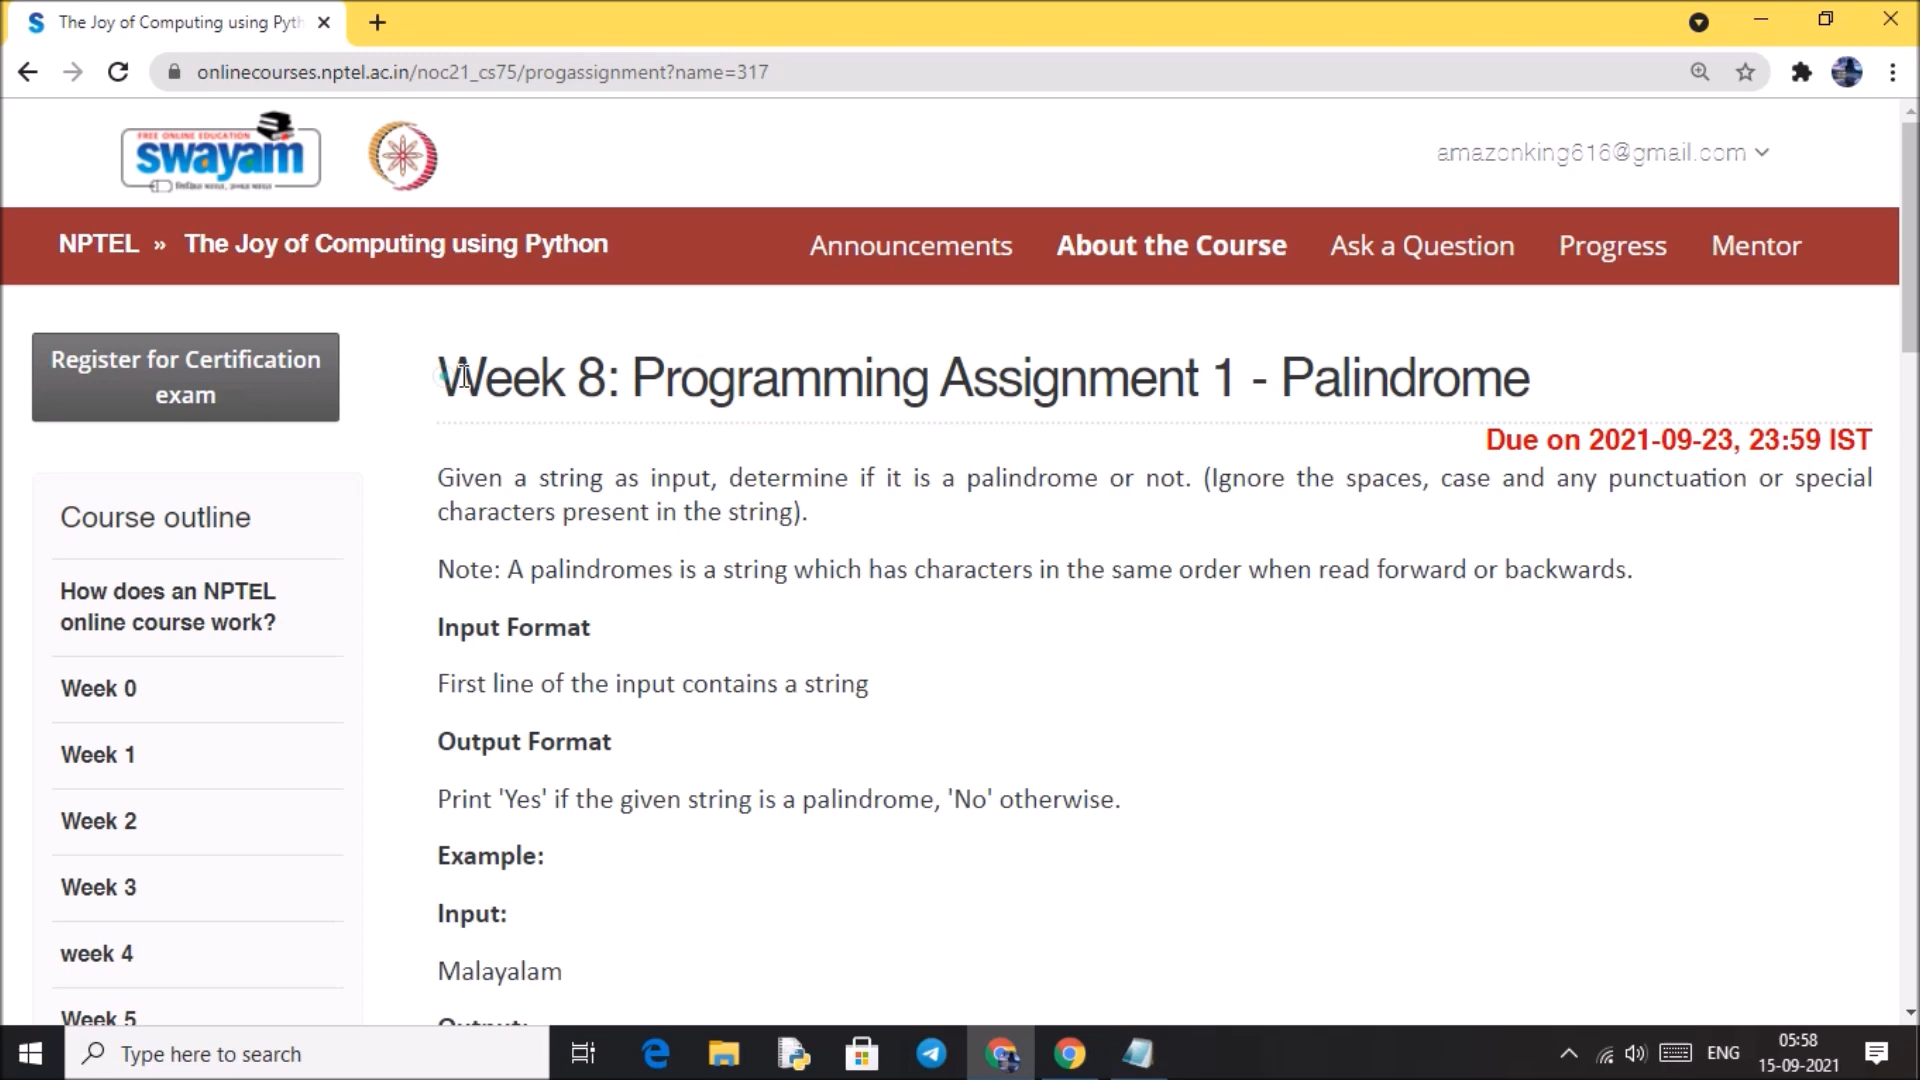 The Joy of Computing using Pyth
onlinecourses.nptel.ac.in/noc21_cs75/progassignment?name=317
FREE ONLINE EDUCATION
swayam
amazonking616@gmail.com
NPTEL » The Joy of Computing using Python
Announcements About the Course Ask a Question Progress Mentor
Register for Certification
exam
Course outline
How does an NPTEL
online course work?
Week 0
Week 1
Week 2
Week 3
week 4
Week 5
Week 8: Programming Assignment 1 - Palindrome
Due on 2021-09-23, 23:59 IST
Given a string as input, determine if it is a palindrome or not. (Ignore the spaces, case and any punctuation or special
characters present in the string).
Note: A palindromes is a string which has characters in the same order when read forward or backwards.
Input Format
First line of the input contains a string
Output Format
Print 'Yes' if the given string is a palindrome, 'No' otherwise.
Example:
Input:
Malayalam
Output:
Type here to search
ENG
05:58
15-09-2021